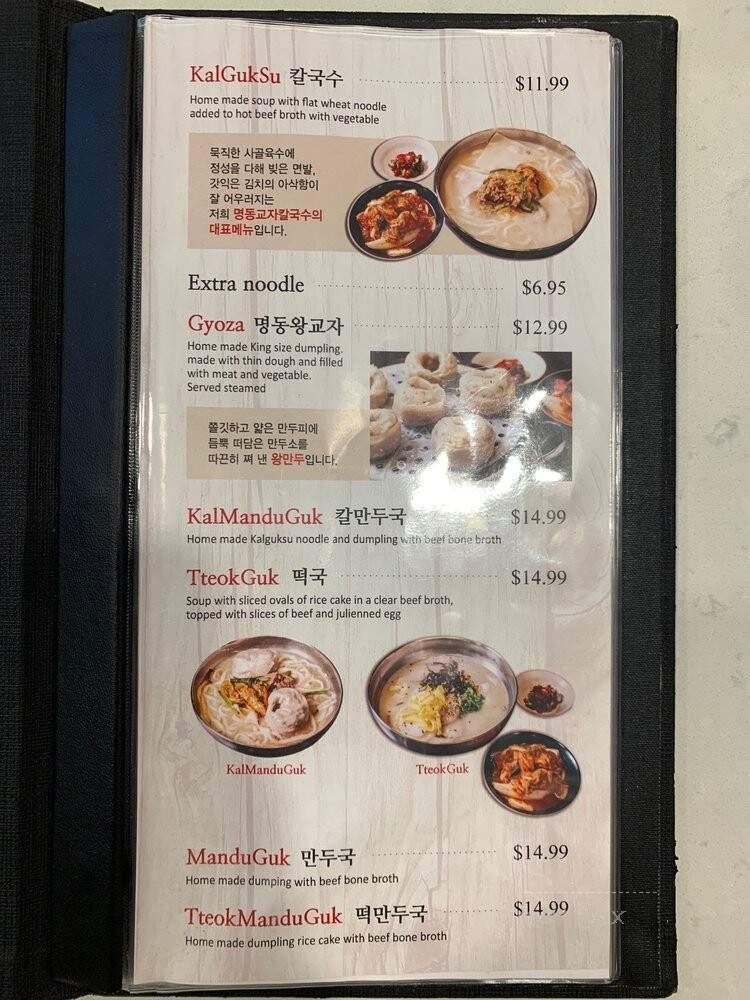 KalGukSu 칼국수 $11.99
Home made soup with flat wheat noodle
added to hot beef broth with vegetable
묵직한 사골육수에
정성을 다해 빚은 면발,
갓익은 김치의 아삭함이
잘 어우러지는
저희 명동교자칼국수의
대표메뉴입니다.
Extra noodle $6.95
Gyoza 명동왕교자 $12.99
Home made King size dumpling.
made with thin dough and filled
with meat and vegetable.
Served steamed
쫄깃하고 얇은 만두피에
듬뿍 떠담은 만두소를
따끈히 쪄 낸 왕만두입니다.
KalManduGuk 칼만두국 $14.99
Home made Kalguksu noodle and dumpling with beef bone broth
TteokGuk 떡국 $14.99
Soup with sliced ovals of rice cake in a clear beef broth,
topped with slices of beef and julienned egg
KalManduGuk
TteokGuk
ManduGuk 만두국 $14.99
Home made dumping with beef bone broth
TteokManduGuk 떡만두국 $14.99
Home made dumpling rice cake with beef bone broth